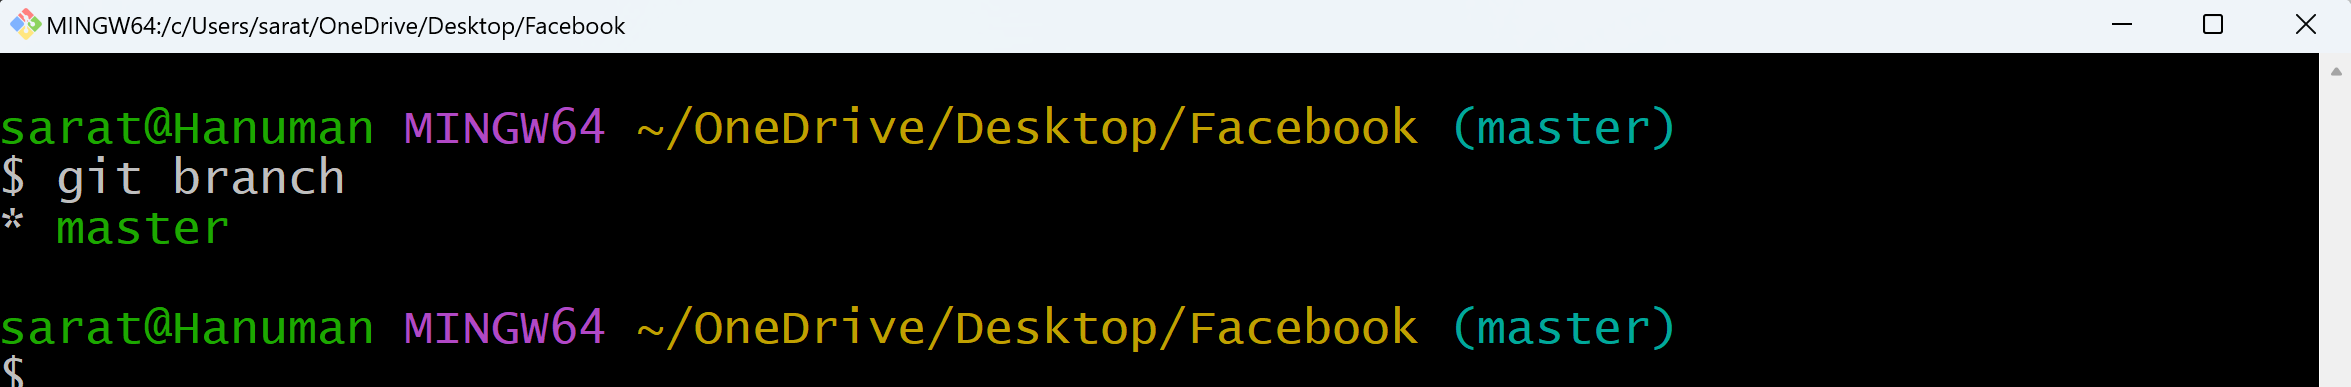 MINGW64:/c/Users/sarat/OneDrive/Desktop/Facebook
sarat@Hanuman MINGW64 ~/OneDrive/Desktop/Facebook (master)
$ git branch
* master
sarat@Hanuman MINGW64 ~/OneDrive/Desktop/Facebook (master)
$